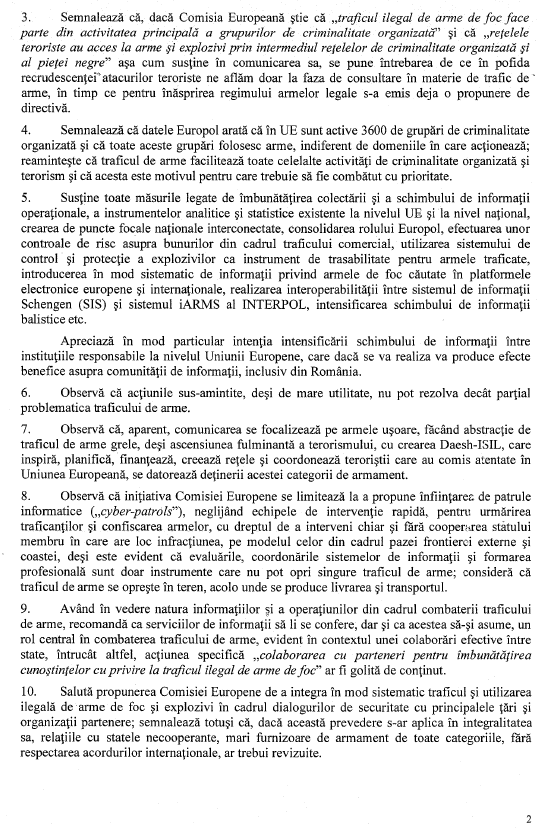 3. Semnalează că, dacă Comisia Europeană știe că „traficul ilegal de arme de foc face
parte din activitatea principală a grupurilor de criminalitate organizată" și că „rețelele
teroriste au acces la arme și explozivi prin intermediul rețelelor de criminalitate organizată și
al pieței negre" așa cum susține în comunicarea sa, se pune întrebarea de ce în pofida
recrudescenței atacurilor teroriste ne aflăm doar la faza de consultare în materie de trafic de
arme, în timp ce pentru înăsprirea regimului armelor legale s-a emis deja o propunere de
directivă.
4. Semnalează că datele Europol arată că în UE sunt active 3600 de grupări de criminalitate
organizată și că toate aceste grupări folosesc arme, indiferent de domeniile în care acționează;
reamintește că traficul de arme facilitează toate celelalte activități de criminalitate organizată și
terorism și că acesta este motivul pentru care trebuie să fie combătut cu prioritate.
5. Susține toate măsurile legate de îmbunătățirea colectării și a schimbului de informații
operaționale, a instrumentelor analitice și statistice existente la nivelul UE și la nivel național,
crearea de puncte focale naționale interconectate, consolidarea rolului Europol, efectuarea unor
controale de risc asupra bunurilor din cadrul traficului comercial, utilizarea sistemului de
control și protecție a explozivilor ca instrument de trasabilitate pentru armele traficate,
introducerea în mod sistematic de informații privind armele de foc căutate în platformele
electronice europene și internaționale, realizarea interoperabilității între sistemul de informații
Schengen (SIS) și sistemul iARMS al INTERPOL, intensificarea schimbului de informații
balistice etc.
Apreciază în mod particular intenția intensificării schimbului de informații între
instituțiile responsabile la nivelul Uniunii Europene, care dacă se va realiza va produce efecte
benefice asupra comunității de informații, inclusiv din România.
6. Observă că acțiunile sus-amintite, deși de mare utilitate, nu pot rezolva decât parțial
problematica traficului de arme.
7. Observă că, aparent, comunicarea se focalizează pe armele ușoare, făcând abstracție de
traficul de arme grele, deși ascensiunea fulminantă a terorismului, cu crearea Daesh-ISIL, care
inspiră, planifică, finanțează, creează rețele și coordonează teroriștii care au comis atentate în
Uniunea Europeană, se datorează deținerii acestei categorii de armament.
8. Observă că inițiativa Comisiei Europene se limitează la a propune înființarea de patrule
informatice („cyber-patrols"), neglijând echipele de intervenție rapidă, pentru urmărirea
traficanților și confiscarea armelor, cu dreptul de a interveni chiar și fără cooperarea statului
membru în care are loc infracțiunea, pe modelul celor din cadrul pazei frontierei externe și
coastei, deși este evident că evaluările, coordonările sistemelor de informații și formarea
profesională sunt doar instrumente care nu pot opri singure traficul de arme; consideră că
traficul de arme se oprește în teren, acolo unde se produce livrarea și transportul.
9. Având în vedere natura informațiilor și a operațiunilor din cadrul combaterii traficului
de arme, recomandă ca serviciilor de informații să li se confere, dar și ca acestea să-și asume, un
rol central în combaterea traficului de arme, evident în contextul unei colaborări efective între
state, întrucât altfel, acțiunea specifică „colaborarea cu parteneri pentru îmbunătățirea
cunoștințelor cu privire la traficul ilegal de arme de foc" ar fi golită de conținut.
10. Salută propunerea Comisiei Europene de a integra în mod sistematic traficul și utilizarea
ilegală de arme de foc și explozivi în cadrul dialogurilor de securitate cu principalele țări și
organizații partenere; semnalează totuși că, dacă această prevedere s-ar aplica în integralitatea
sa, relațiile cu statele necooperante, mari furnizoare de armament de toate categoriile, fără
respectarea acordurilor internaționale, ar trebui revizuite.
2